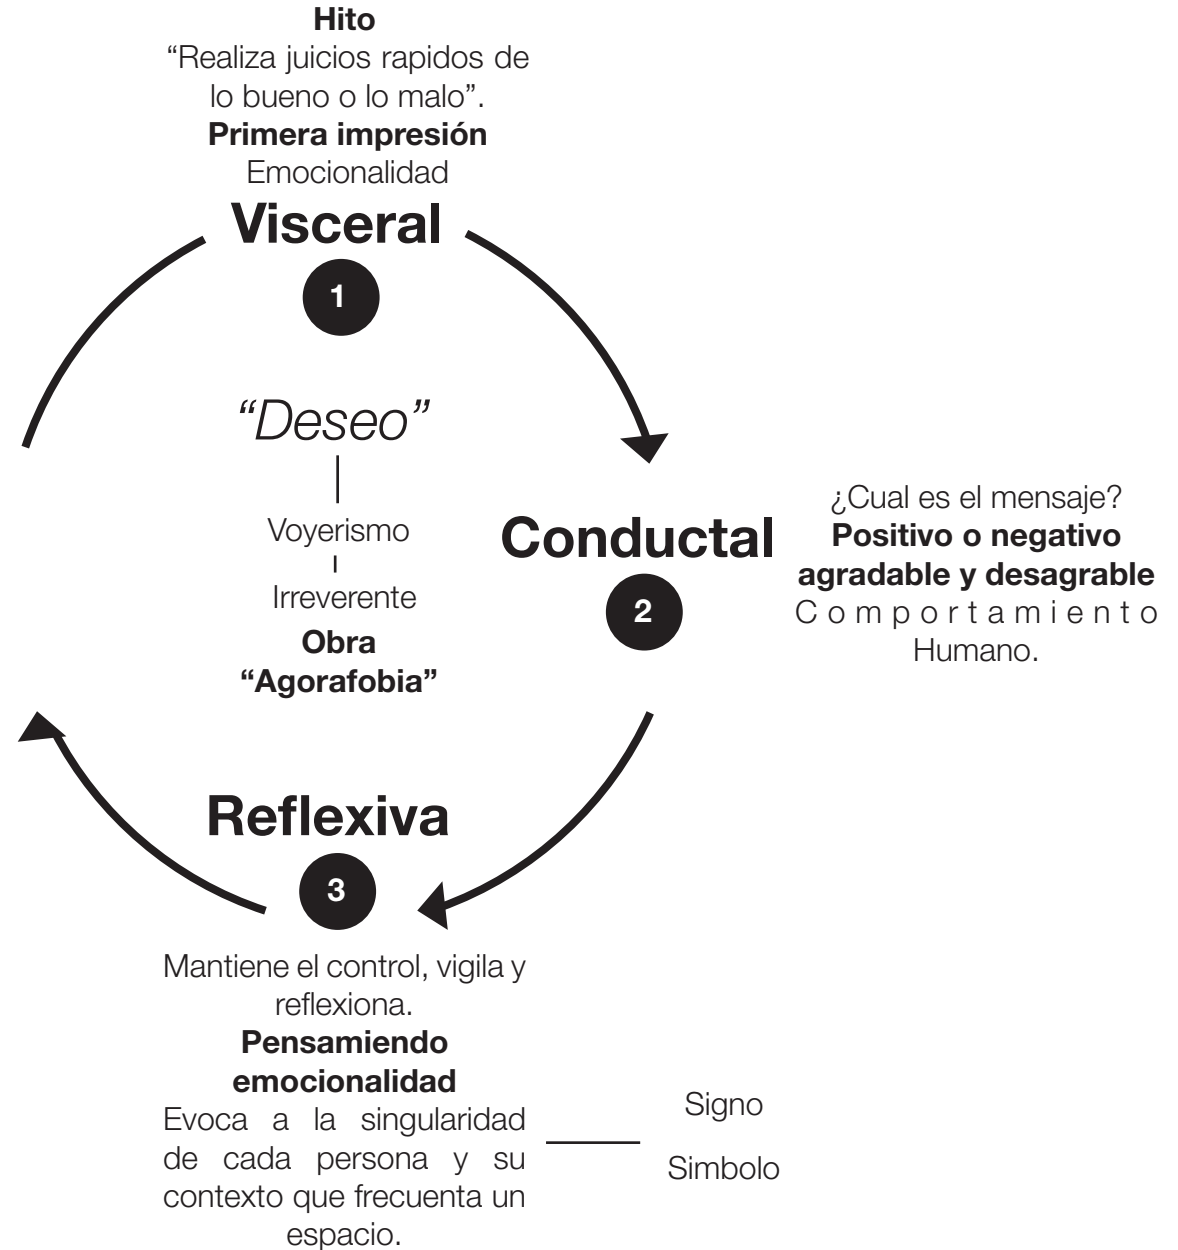 Hito
“Realiza juicios rapidos de
lo bueno o lo malo”.
Primera impresión
Emocionalidad
Visceral
1
“Deseo”
Voyerismo
Irreverente
Obra
“Agorafobia”
Conductal
2
¿Cual es el mensaje?
Positivo o negativo
agradable y desagrable
Comportamiento
Humano.
Reflexiva
3
Mantiene el control, vigila y
reflexiona.
Pensamiendo
emocionalidad
Evoca a la singularidad
de cada persona y su
contexto que frecuenta un
espacio.
Signo
Simbolo